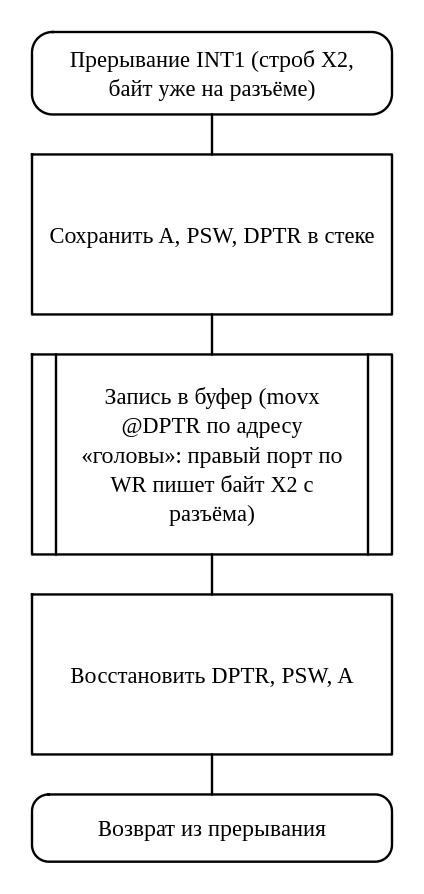 Прерывание INT1 (строб X2,
байт уже на разъёме)
Сохранить A, PSW, DPTR в стеке
Запись в буфер (movx
@DPTR по адресу
«головы»: правый порт по
WR пишет байт X2 с
разъёма)
Восстановить DPTR, PSW, A
Возврат из прерывания